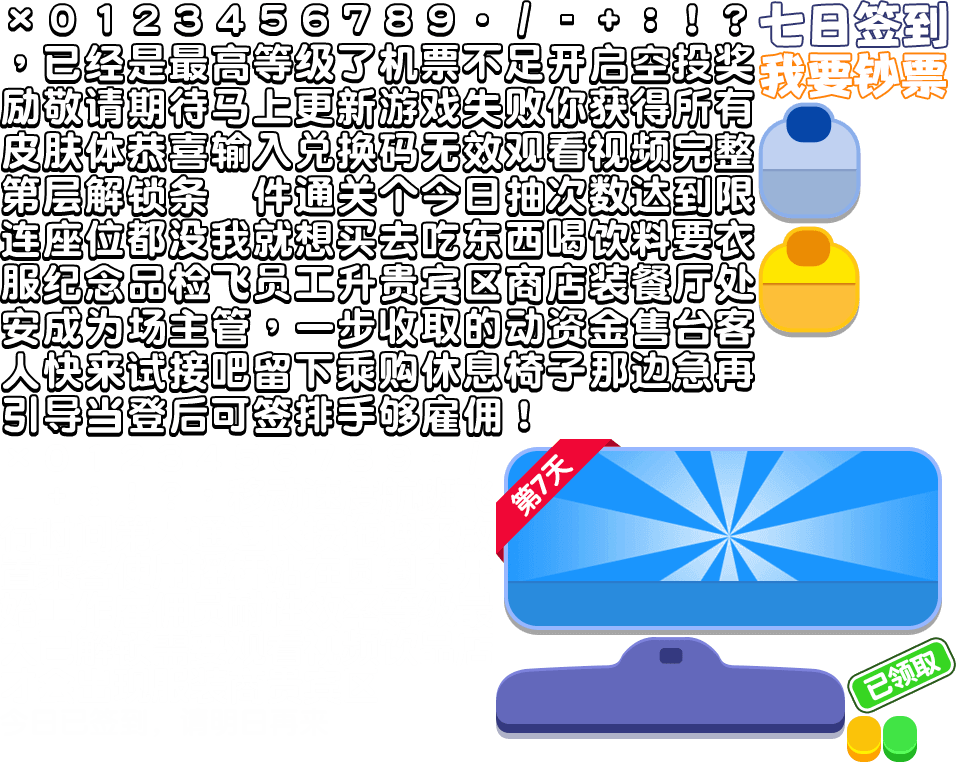 ×0123456789·/-+:!?
，已经是最高等级了机票不足开启空投奖
励敬请期待马上更新游戏失败你获得所有
皮肤体恭喜输入兑换码无效观看视频完整
第层解锁条 件通关个今日抽次数达到限
连座位都没我就想买去吃东西喝饮料要衣
服纪念品检飞员工升贵宾区商店装餐厅处
安成为场主管，一步收取的动资金售台客
人快来试接吧留下乘购休息椅子那边急再
引导当登后可签排手够雇佣！
七日签到
我要钞票
第7天
已领取